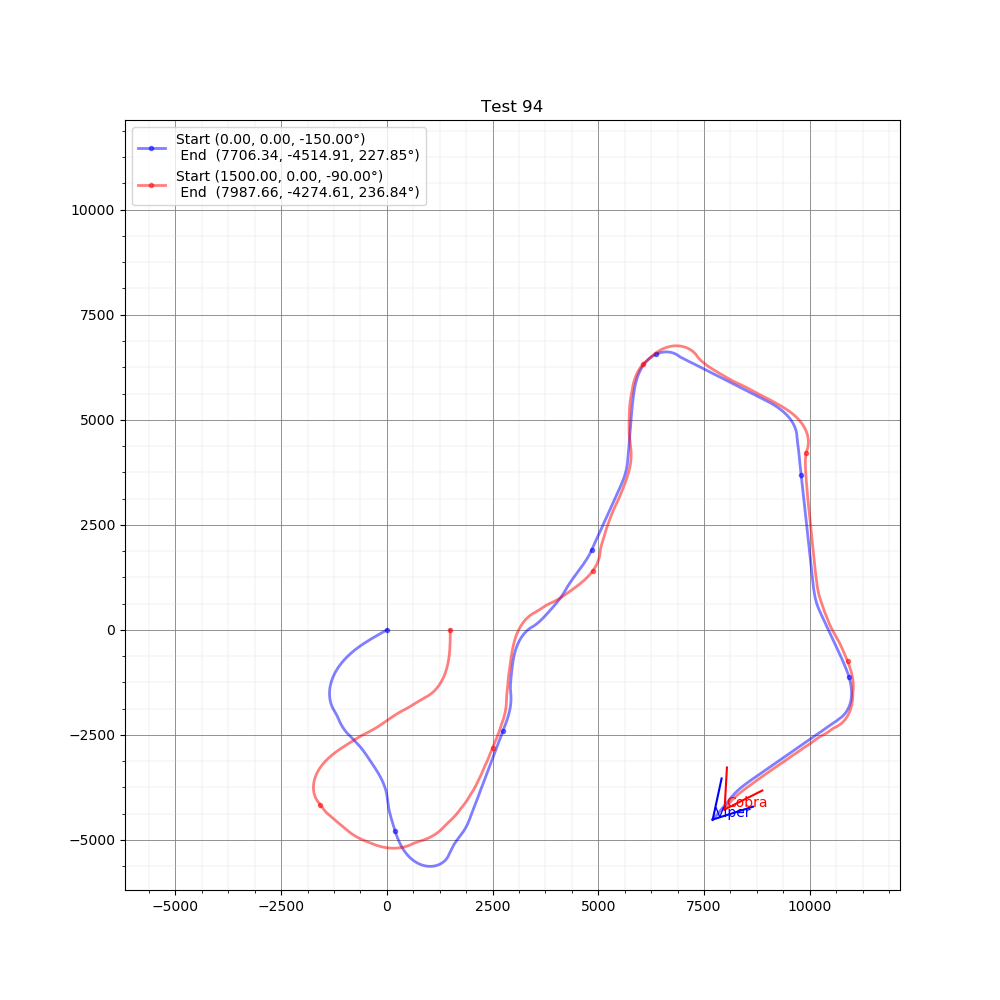 Test 94
Start (0.00, 0.00, -150.00°)
End (7706.34, -4514.91, 227.85°)
Start (1500.00, 0.00, -90.00°)
End (7987.66, -4274.61, 236.84°)
10000
7500
5000
2500
0
−2500
−5000
Cobra
Viper
−5000 −2500 0 2500 5000 7500 10000